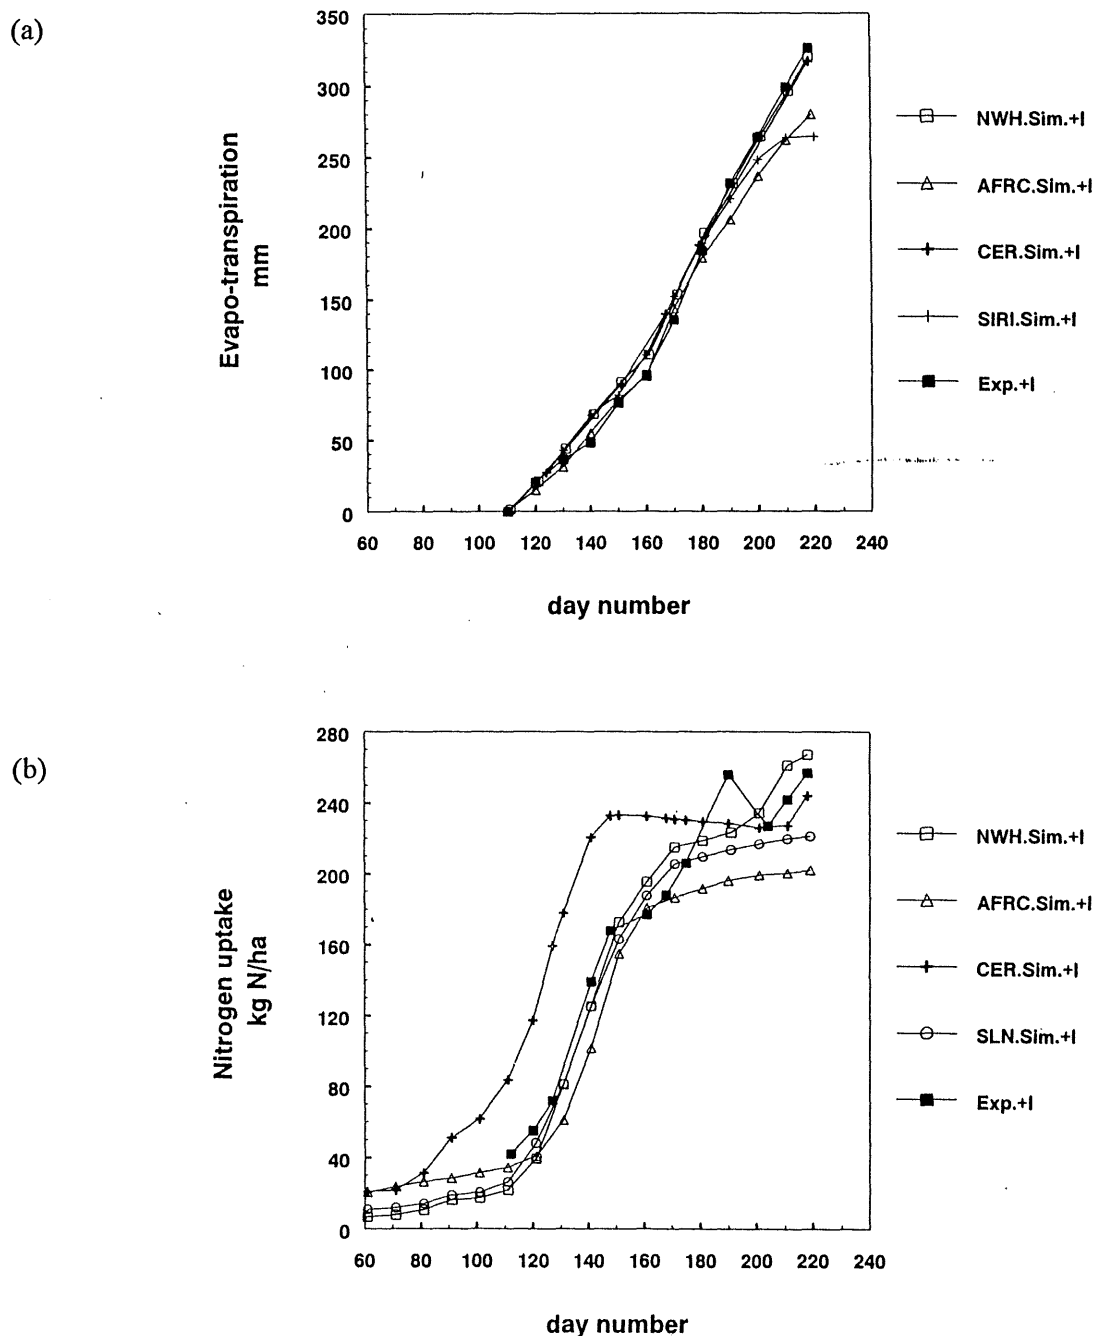 (a)
350
300
250
200
150
100
50
0
Evapo-transpiration
mm
60 80 100 120 140 160 180 200 220 240
day number
NWH.Sim.+I
AFRC.Sim.+I
CER.Sim.+I
SIRI.Sim.+I
Exp.+I
(b)
280
240
200
160
120
80
40
0
Nitrogen uptake
kg N/ha
60 80 100 120 140 160 180 200 220 240
day number
NWH.Sim.+I
AFRC.Sim.+I
CER.Sim.+I
SLN.Sim.+I
Exp.+I